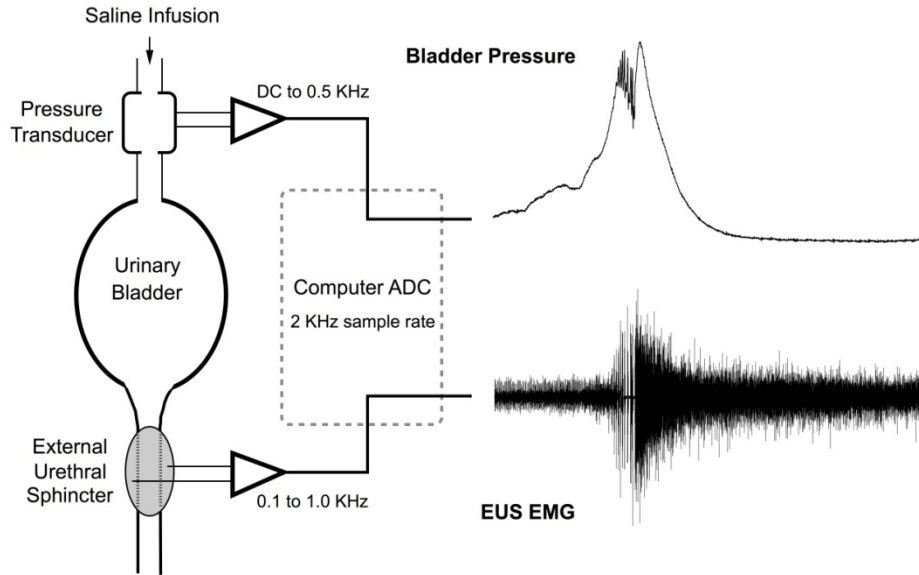 Saline Infusion
Pressure
Transducer
DC to 0.5 KHz
Bladder Pressure
Urinary
Bladder
Computer ADC
2 KHz sample rate
External
Urethral
Sphincter
0.1 to 1.0 KHz
EUS EMG